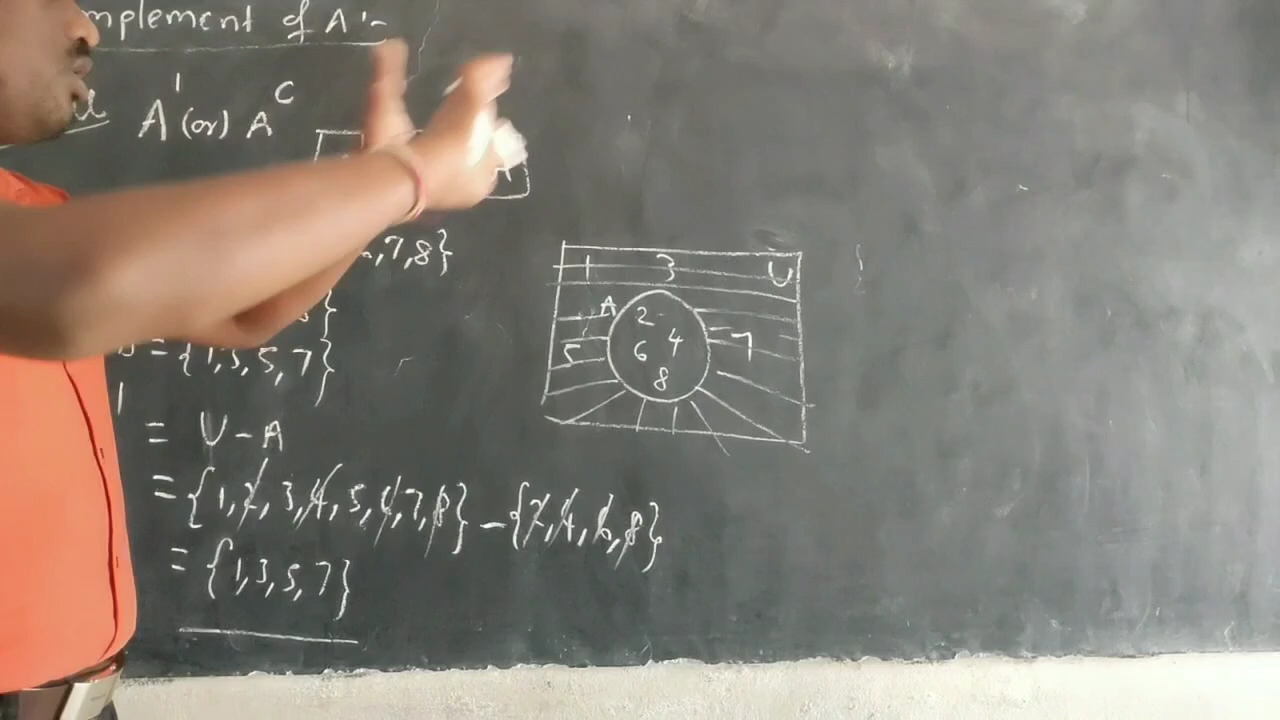 mplement of A :-
A' (or) A^C
A
,7,8}
}
= {1,3,5,7}
= U - A
= {1,2,3,4,5,6,7,8} - {2,4,6,8}
= {1,3,5,7}
1 3 U
A
2
5 6 4 7
8